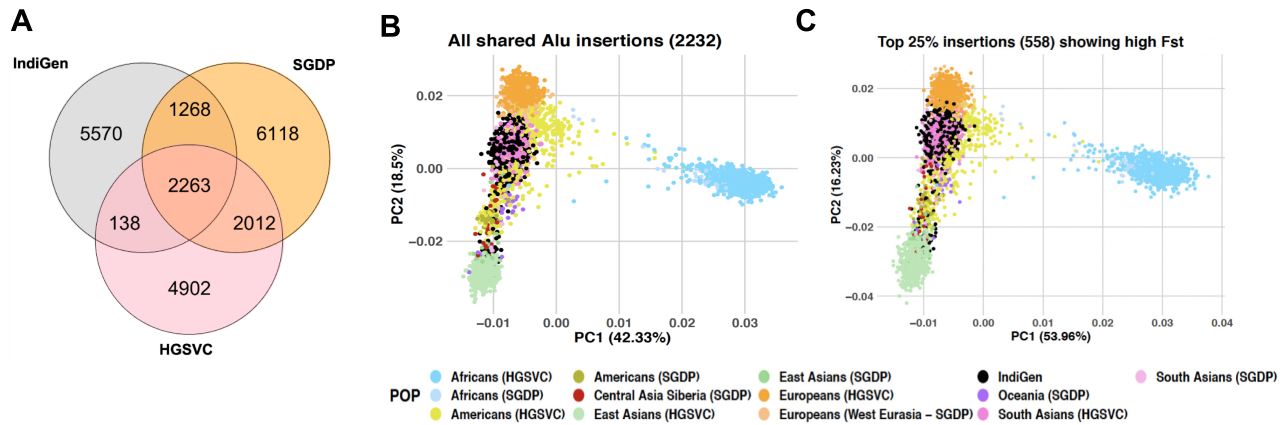 A
IndiGen
SGDP
1268
5570
6118
2263
138
2012
4902
HGSVC
B
All shared Alu insertions (2232)
PC2 (18.5%)
0.02
0.00
−0.02
−0.01
0.00
0.01
0.02
0.03
PC1 (42.33%)
C
Top 25% insertions (558) showing high Fst
PC2 (16.23%)
0.02
0.00
−0.02
−0.04
−0.01
0.00
0.01
0.02
0.03
0.04
PC1 (53.96%)
POP
Africans (HGSVC)
Africans (SGDP)
Americans (HGSVC)
Americans (SGDP)
Central Asia Siberia (SGDP)
East Asians (HGSVC)
East Asians (SGDP)
Europeans (HGSVC)
Europeans (West Eurasia − SGDP)
IndiGen
Oceania (SGDP)
South Asians (HGSVC)
South Asians (SGDP)